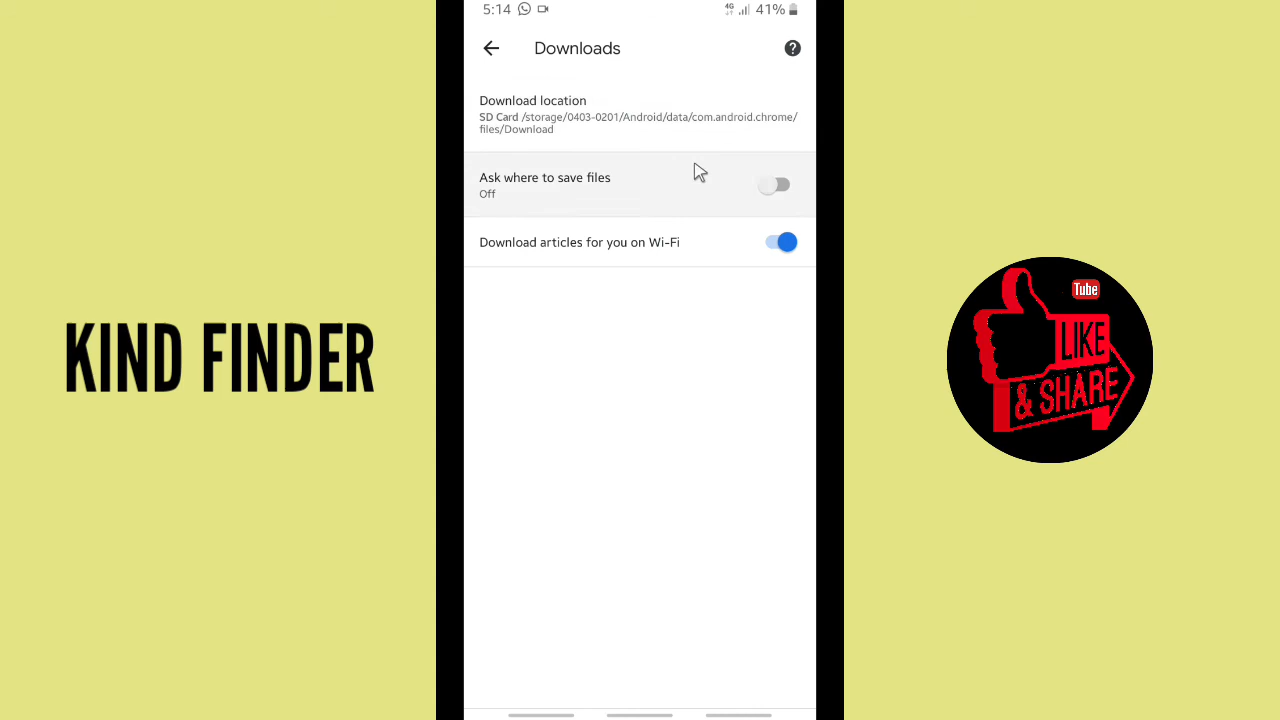 5:14
4G
41%
Downloads
Download location
SD Card /storage/0403-0201/Android/data/com.android.chrome/
files/Download
Ask where to save files
Off
Download articles for you on Wi-Fi
KIND FINDER
Tube
LIKE
& SHARE